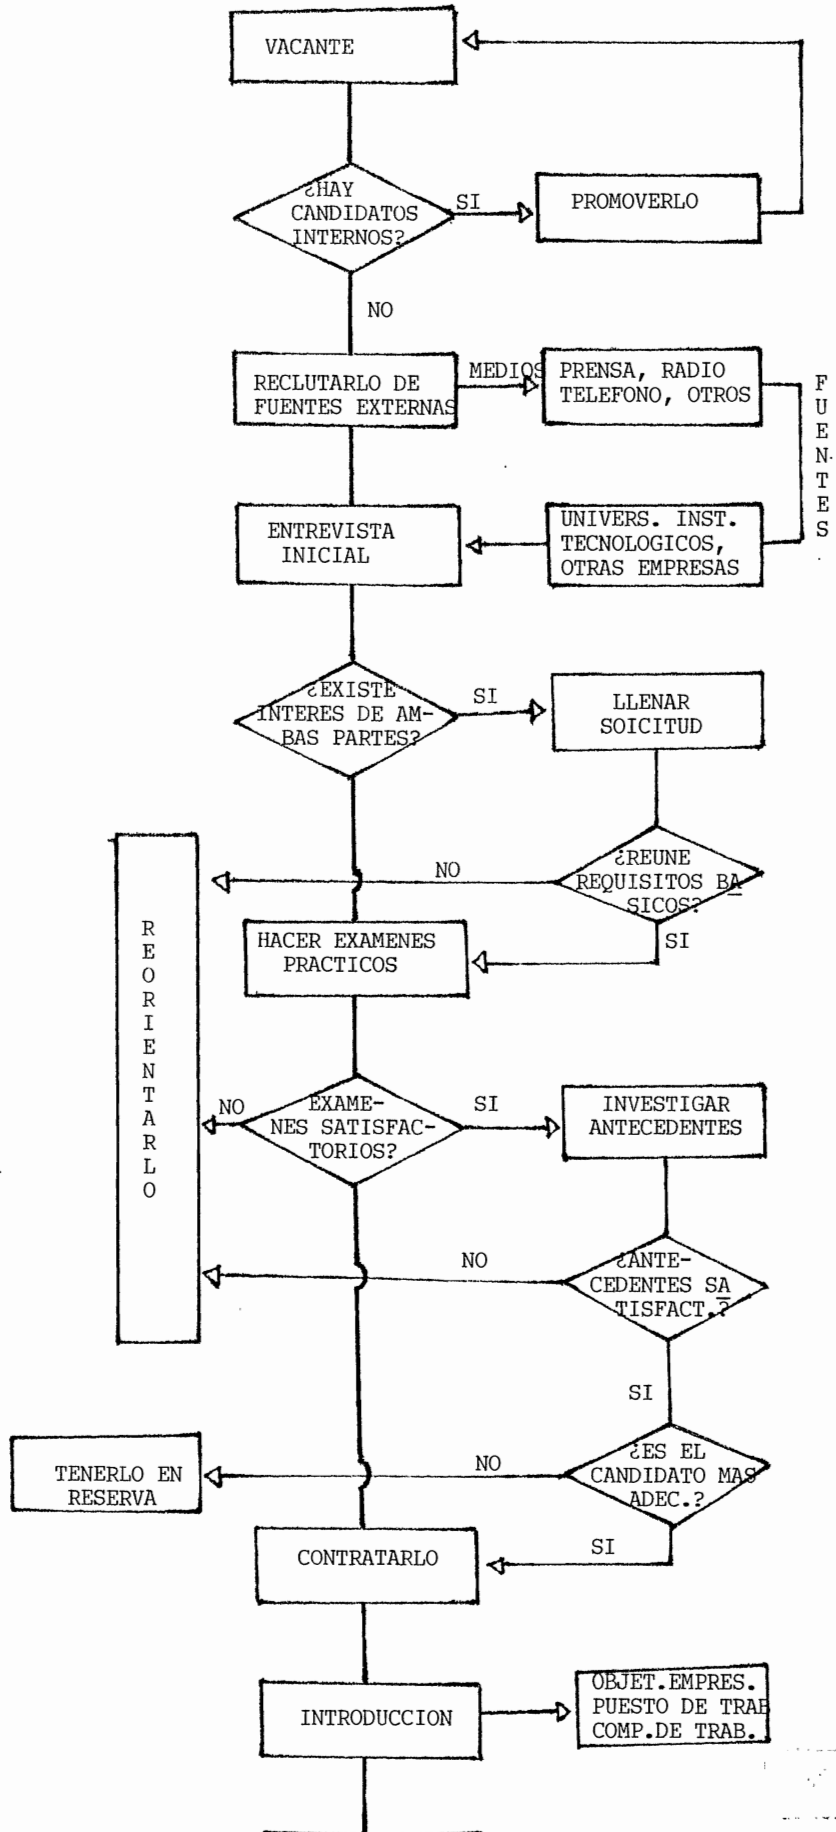 VACANTE
¿HAY
CANDIDATOS
INTERNOS?
SI
PROMOVERLO
NO
RECLUTARLO DE
FUENTES EXTERNAS
MEDIOS
PRENSA, RADIO
TELEFONO, OTROS
FUENTES
ENTREVISTA
INICIAL
UNIVERS. INST.
TECNOLOGICOS,
OTRAS EMPRESAS
¿EXISTE
INTERES DE AM-
BAS PARTES?
SI
LLENAR
SOICITUD
¿REUNE
REQUISITOS BA
SICOS?
NO
SI
REORIENTARLO
HACER EXAMENES
PRACTICOS
EXAME-
NES SATISFAC-
TORIOS?
NO
SI
INVESTIGAR
ANTECEDENTES
¿ANTE-
CEDENTES SA
TISFACT.?
NO
SI
¿ES EL
CANDIDATO MAS
ADEC.?
NO
TENERLO EN
RESERVA
SI
CONTRATARLO
INTRODUCCION
OBJET.EMPRES.
PUESTO DE TRAB
COMP.DE TRAB.